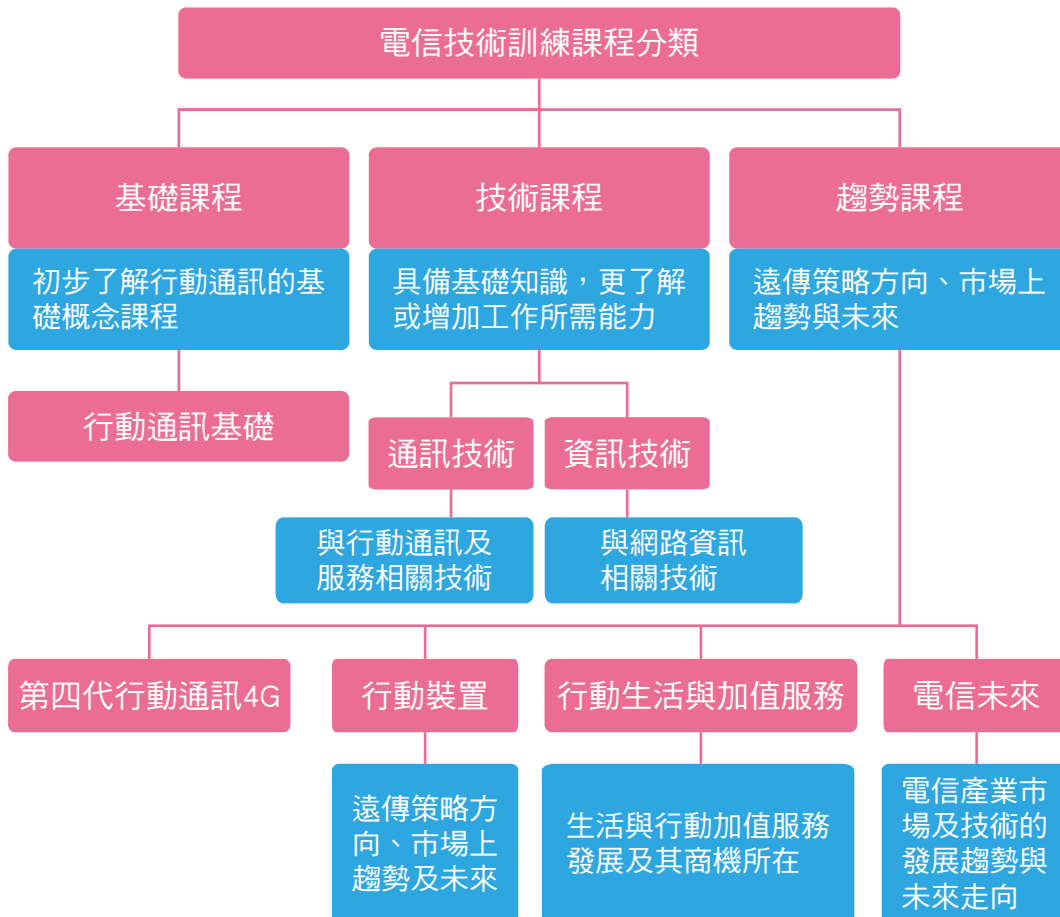 電信技術訓練課程分類
基礎課程
技術課程
趨勢課程
初步了解行動通訊的基
礎概念課程
具備基礎知識，更了解
或增加工作所需能力
遠傳策略方向、市場上
趨勢與未來
行動通訊基礎
通訊技術
資訊技術
與行動通訊及
服務相關技術
與網路資訊
相關技術
第四代行動通訊4G
行動裝置
行動生活與加值服務
電信未來
遠傳策略方
向、市場上
趨勢及未來
生活與行動加值服務
發展及其商機所在
電信產業市
場及技術的
發展趨勢與
未來走向